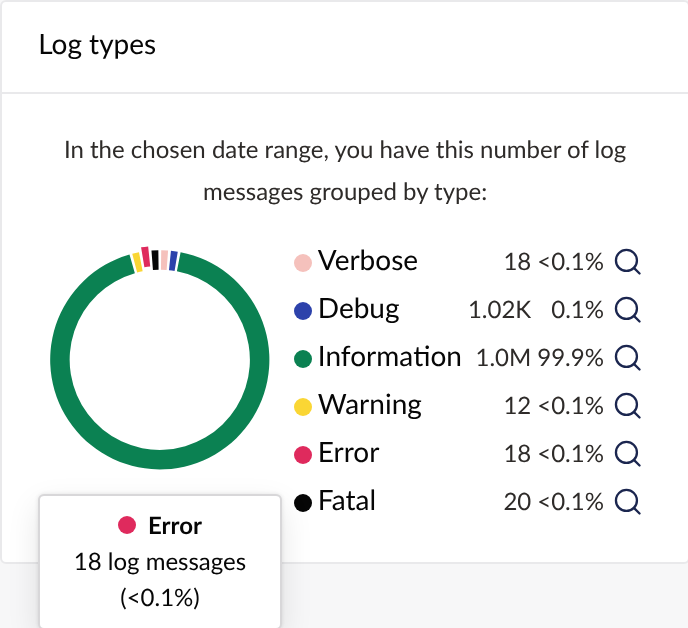 Log types
In the chosen date range, you have this number of log
messages grouped by type:
Verbose 18 <0.1%
Debug 1.02K 0.1%
Information 1.0M 99.9%
Warning 12 <0.1%
Error 18 <0.1%
Fatal 20 <0.1%
Error
18 log messages
(<0.1%)